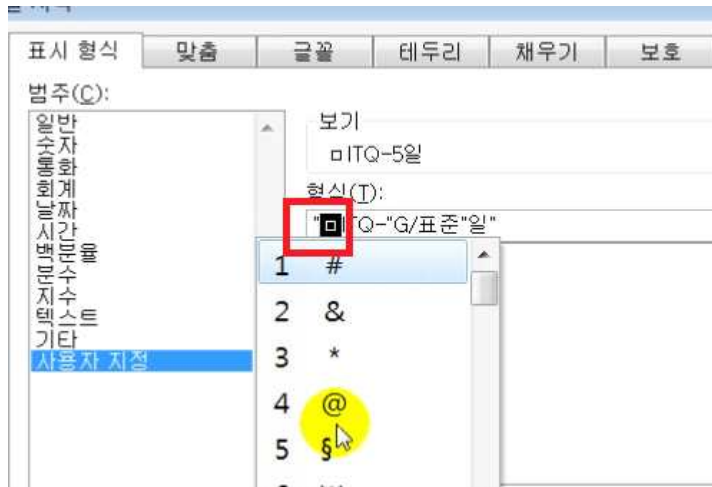 표시 형식 맞춤 글꼴 테두리 채우기 보호
범주(C):
일반
숫자
통화
회계
날짜
시간
백분율
분수
지수
텍스트
기타
사용자 지정
보기
ㅁITQ-5일
형식(T):
"ㅁITQ-"G/표준"일"
1 #
2 &
3 *
4 @
5 §